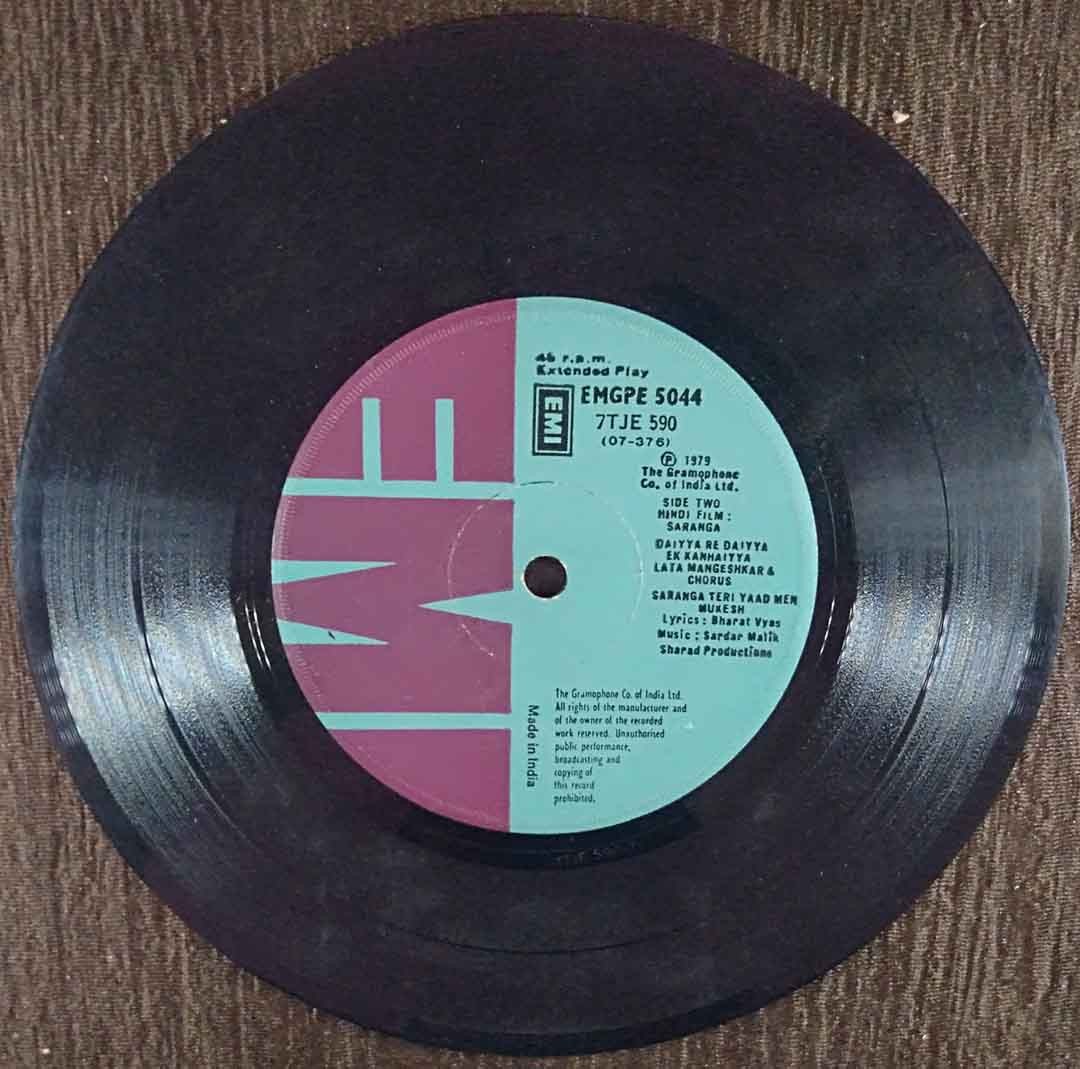 45 r.p.m.
Extended Play
EMI
EMGPE 5044
7TJE 590
(07-376)
Ⓟ 1979
The Gramophone
Co. of India Ltd.
SIDE TWO
HINDI FILM :
SARANGA
DAIYYA RE DAIYYA
EK KANHAIYYA
LATA MANGESHKAR &
CHORUS
SARANGA TERI YAAD MEN
MUKESH
Lyrics : Bharat Vyas
Music : Sardar Malik
Sharad Productions
The Gramophone Co. of India Ltd.
All rights of the manufacturer and
of the owner of the recorded
work reserved. Unauthorised
public performance,
broadcasting and
copying of
this record
prohibited.
Made in India
EMI